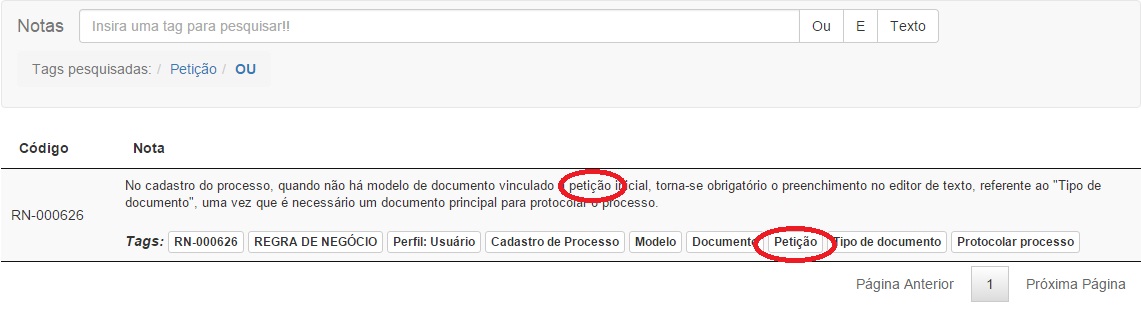 Notas Insira uma tag para pesquisar!! Ou E Texto
Tags pesquisadas: / Petição / OU
Código Nota
No cadastro do processo, quando não há modelo de documento vinculado petição inicial, torna-se obrigatório o preenchimento no editor de texto, referente ao "Tipo de
RN-000626
documento", uma vez que é necessário um documento principal para protocolar o processo.
Tags: RN-000626 REGRA DE NEGÓCIO Perfil: Usuário Cadastro de Processo Modelo Documento Petição Tipo de documento Protocolar processo
Página Anterior 1 Próxima Página